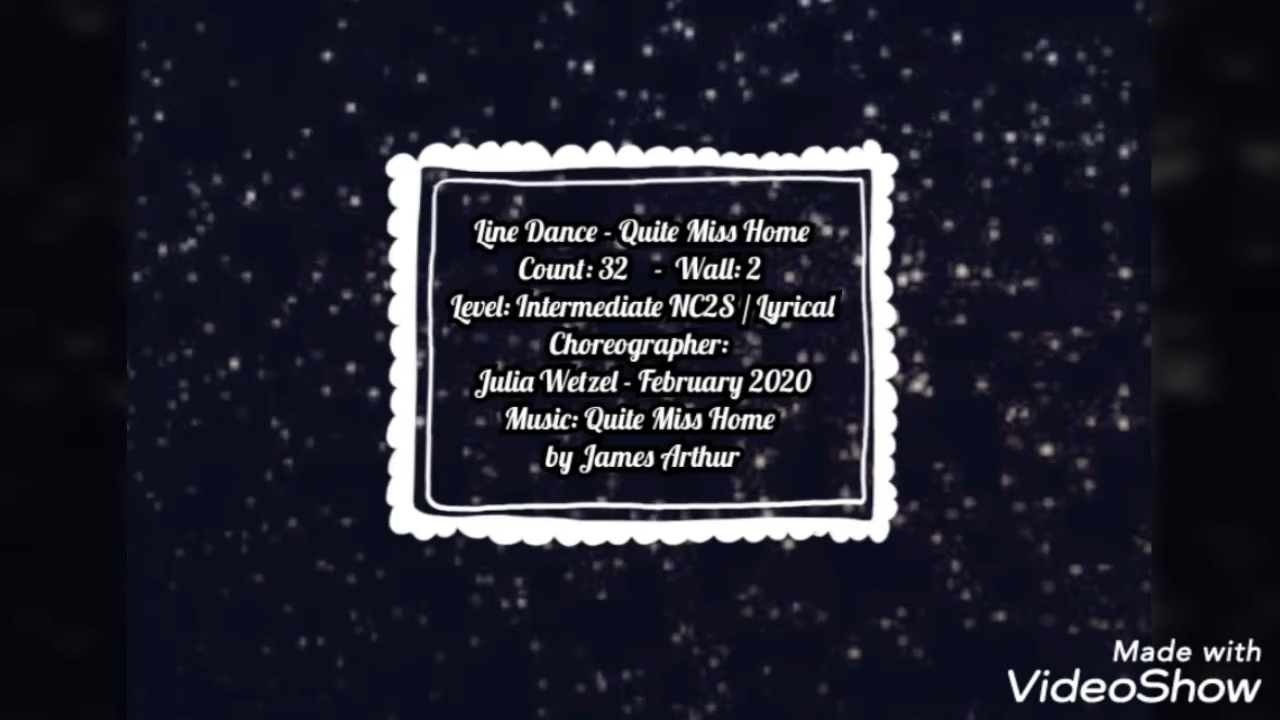 Line Dance - Quite Miss Home
Count: 32 - Wall: 2
Level: Intermediate NC2S / Lyrical
Choreographer:
Julia Wetzel - February 2020
Music: Quite Miss Home
by James Arthur
Made with
VideoShow